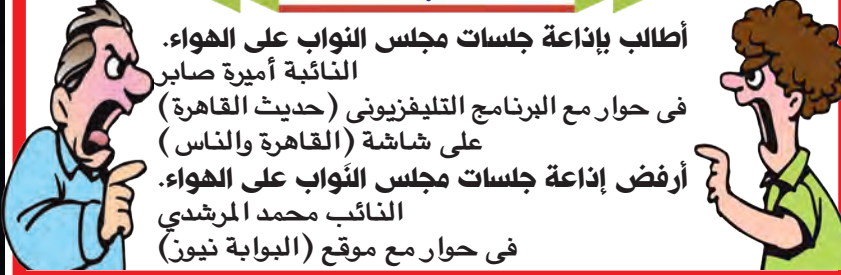 أطالب بإذاعة جلسات مجلس النواب على الهواء.
النائبة أميرة صابر
فى حوار مع البرنامج التليفزيونى (حديث القاهرة)
على شاشة (القاهرة والناس)
أرفض إذاعة جلسات مجلس النَواب على الهواء.
النائب محمد المرشدي
فى حوار مع موقع (البوابة نيوز)